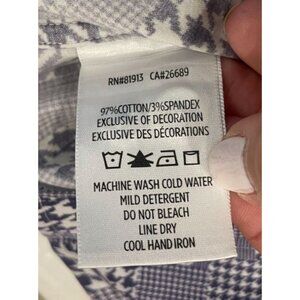 RN#81913 CA#26689
97%COTTON/3%SPANDEX
EXCLUSIVE OF DECORATION
EXCLUSIVE DES DÉCORATIONS
MACHINE WASH COLD WATER
MILD DETERGENT
DO NOT BLEACH
LINE DRY
COOL HAND IRON